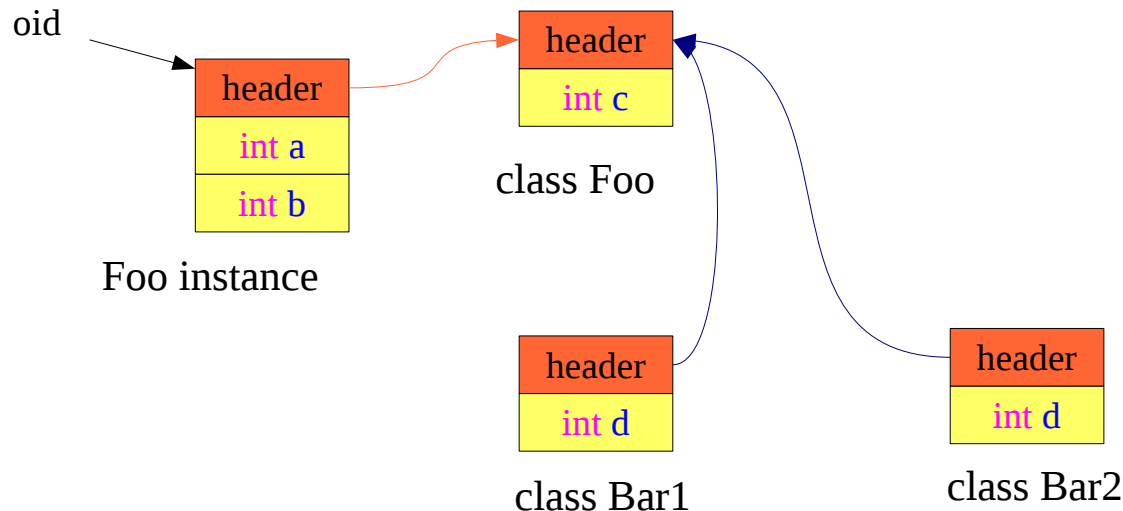 oid
header
int a
int b
Foo instance
header
int c
class Foo
header
int d
class Bar1
header
int d
class Bar2